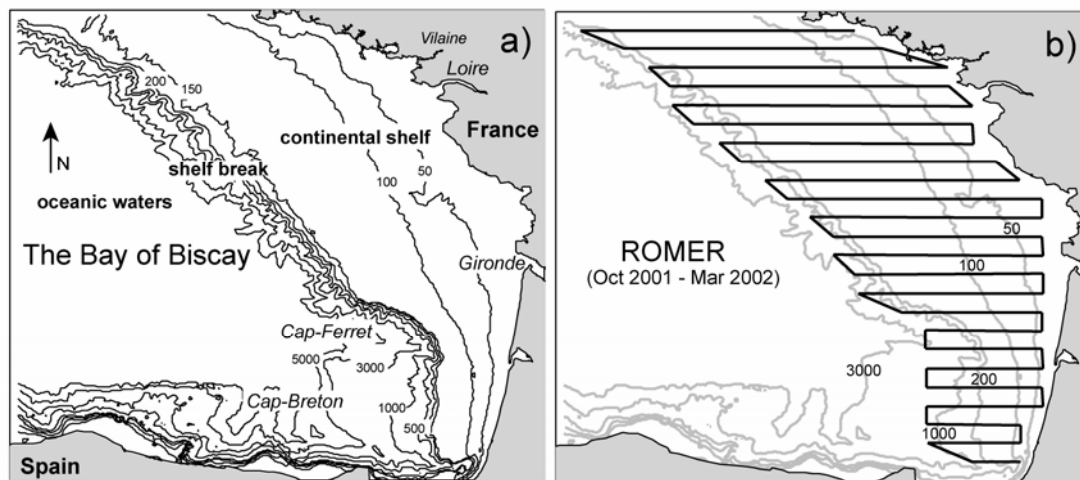 a)
Vilaine
Loire
200
150
continental shelf
France
N
50
shelf break
100
oceanic waters
The Bay of Biscay
Gironde
Cap-Ferret
5000
3000
Cap-Breton
1000
500
Spain
b)
50
ROMER
100
(Oct 2001 - Mar 2002)
3000
200
1000